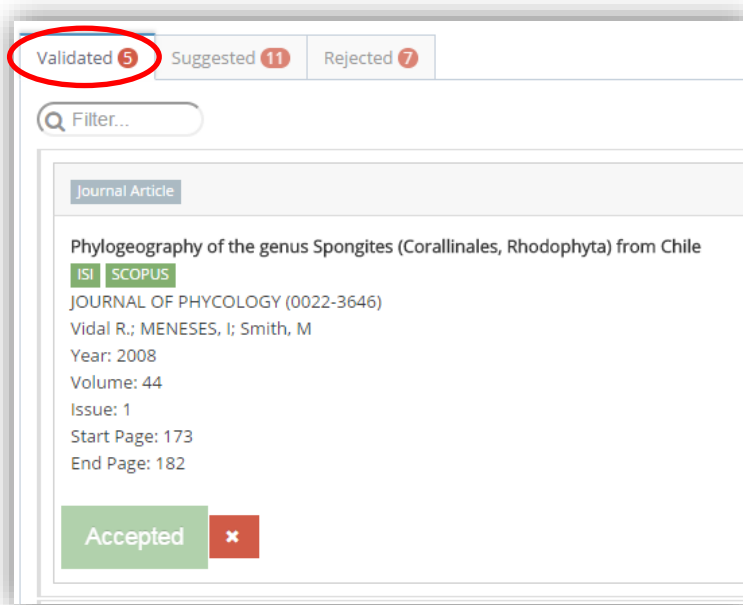 Validated 5 Suggested 11 Rejected 7
Filter...
Journal Article
Phylogeography of the genus Spongites (Corallinales, Rhodophyta) from Chile
ISI SCOPUS
JOURNAL OF PHYCOLOGY (0022-3646)
Vidal R.; MENESES, I; Smith, M
Year: 2008
Volume: 44
Issue: 1
Start Page: 173
End Page: 182
Accepted